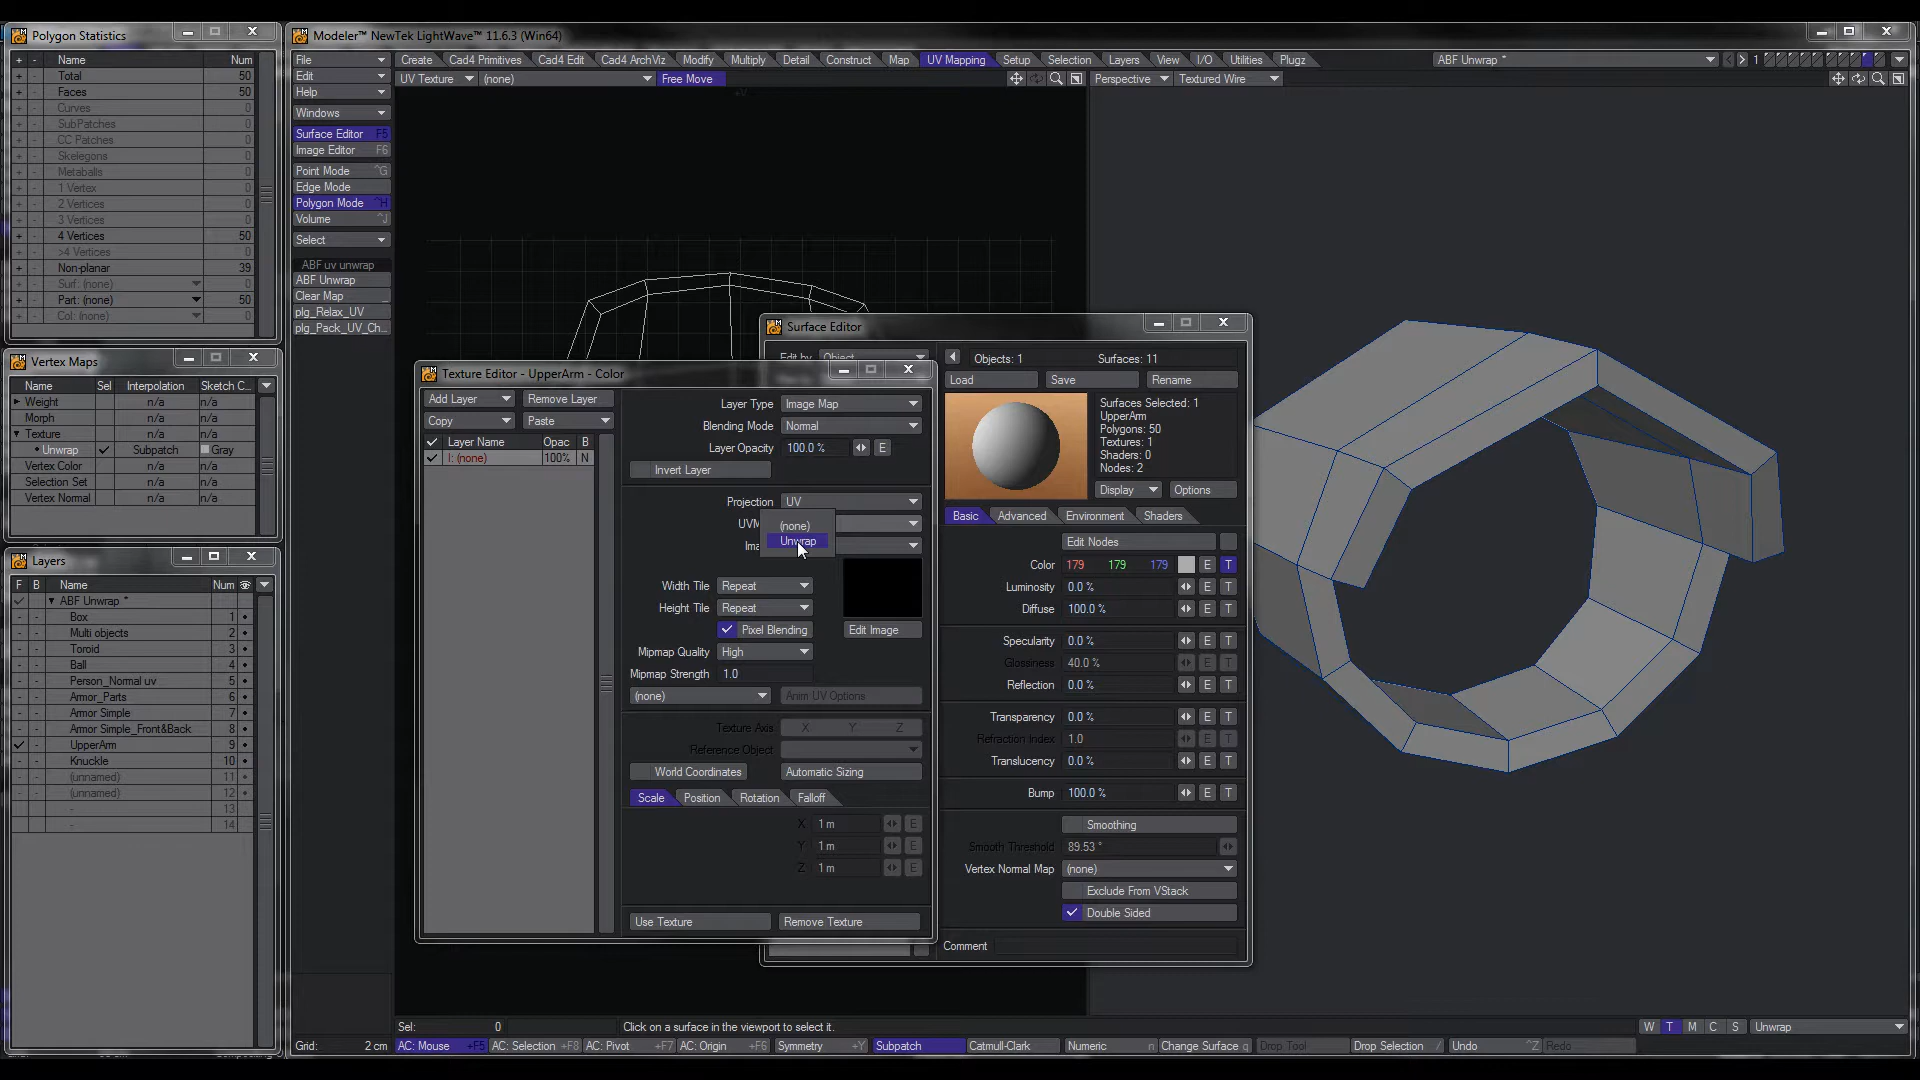 Polygon Statistics
+ - Name Num
+ - Total 50
+ - Faces 50
+ - Curves 0
+ - SubPatches 0
+ - CC Patches 0
+ - Skelegons 0
+ - Metaballs 0
+ - 1 Vertex 0
+ - 2 Vertices 0
+ - 3 Vertices 0
+ - 4 Vertices 50
+ - >4 Vertices 0
+ - Non-planar 39
+ - Surf: (none) 0
+ - Part: (none) 50
+ - Col: (none) 0
Vertex Maps
Name Sel Interpolation Sketch C...
Weight n/a n/a
Morph n/a n/a
Texture n/a n/a
Unwrap Subpatch Gray
Vertex Color n/a n/a
Selection Set n/a n/a
Vertex Normal n/a n/a
Layers
F B Name Num
ABF Unwrap *
Box 1
Multi objects 2
Toroid 3
Ball 4
Person_Normal uv 5
Armor_Parts 6
Armor Simple 7
Armor Simple_Front&Back 8
UpperArm 9
Knuckle 10
(unnamed) 11
(unnamed) 12
- 13
- 14
Modeler™ NewTek LightWave™ 11.6.3 (Win64)
File
Edit
Help
Windows
Surface Editor F5
Image Editor F6
Point Mode ^G
Edge Mode
Polygon Mode ^H
Volume ^J
Select
ABF uv unwrap
ABF Unwrap
Clear Map _
plg_Relax_UV
plg_Pack_UV_Ch...
Create Cad4 Primitives Cad4 Edit Cad4 ArchViz Modify Multiply Detail Construct Map UV Mapping Setup Selection Layers View I/O Utilities Plugz ABF Unwrap * 1
UV Texture (none) Free Move Perspective Textured Wire
+V
Texture Editor - UpperArm - Color
Add Layer Remove Layer
Copy Paste
Layer Name Opac B
I: (none) 100% N
Layer Type Image Map
Blending Mode Normal
Layer Opacity 100.0 % E
Invert Layer
Projection UV
UVM
Ima
(none)
Unwrap
Width Tile Repeat
Height Tile Repeat
Pixel Blending Edit Image
Mipmap Quality High
Mipmap Strength 1.0
(none) Anim UV Options
Texture Axis X Y Z
Reference Object
World Coordinates Automatic Sizing
Scale Position Rotation Falloff
X 1 m E
Y 1 m E
Z 1 m E
Use Texture Remove Texture
Surface Editor
Edit by Object
Objects: 1 Surfaces: 11
Load Save Rename
Surfaces Selected: 1
UpperArm
Polygons: 50
Textures: 1
Shaders: 0
Nodes: 2
Display Options
Basic Advanced Environment Shaders
Edit Nodes
Color 179 179 179 E T
Luminosity 0.0 % E T
Diffuse 100.0 % E T
Specularity 0.0 % E T
Glossiness 40.0 % E T
Reflection 0.0 % E T
Transparency 0.0 % E T
Refraction Index 1.0 E T
Translucency 0.0 % E T
Bump 100.0 % E T
Smoothing
Smooth Threshold 89.53 °
Vertex Normal Map (none)
Exclude From VStack
Double Sided
Comment
Sel: 0 Click on a surface in the viewport to select it. W T M C S Unwrap
Grid: 2 cm AC: Mouse +F5 AC: Selection +F8 AC: Pivot +F7 AC: Origin +F6 Symmetry +Y Subpatch Catmull-Clark Numeric n Change Surface q Drop Tool Drop Selection / Undo ^Z Redo